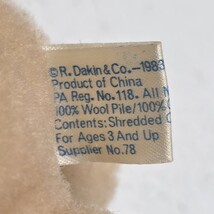 ©R. Dakin & Co.–1983
Product of China
PA Reg. No. 118. All N
100% Wool Pile/100%
Contents: Shredded
For Ages 3 And Up
Supplier No. 78